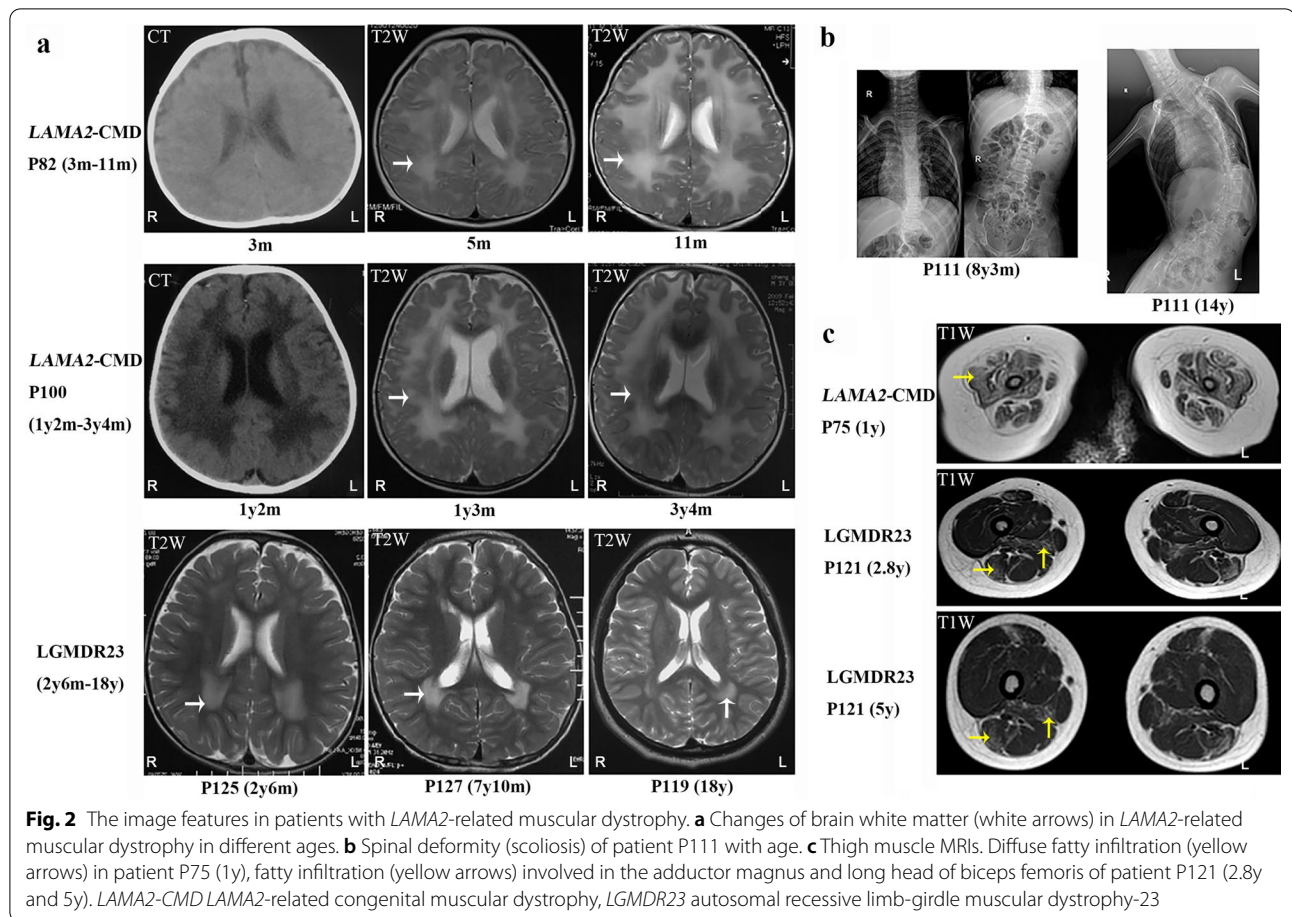 a
CT
T2W
T2W
LAMA2-CMD
P82 (3m-11m)
R
L
R
L
R
L
3m
5m
11m
CT
T2W
T2W
LAMA2-CMD
P100
(1y2m-3y4m)
R
L
R
L
R
L
1y2m
1y3m
3y4m
T2W
T2W
T2W
LGMDR23
(2y6m-18y)
R
L
R
L
R
L
P125 (2y6m)
P127 (7y10m)
P119 (18y)
b
R
R
R
L
P111 (8y3m)
P111 (14y)
c
T1W
LAMA2-CMD
P75 (1y)
L
T1W
LGMDR23
P121 (2.8y)
L
T1W
LGMDR23
P121 (5y)
L
Fig. 2 The image features in patients with LAMA2-related muscular dystrophy. a Changes of brain white matter (white arrows) in LAMA2-related
muscular dystrophy in different ages. b Spinal deformity (scoliosis) of patient P111 with age. c Thigh muscle MRIs. Diffuse fatty infiltration (yellow
arrows) in patient P75 (1y), fatty infiltration (yellow arrows) involved in the adductor magnus and long head of biceps femoris of patient P121 (2.8y
and 5y). LAMA2-CMD LAMA2-related congenital muscular dystrophy, LGMDR23 autosomal recessive limb-girdle muscular dystrophy-23